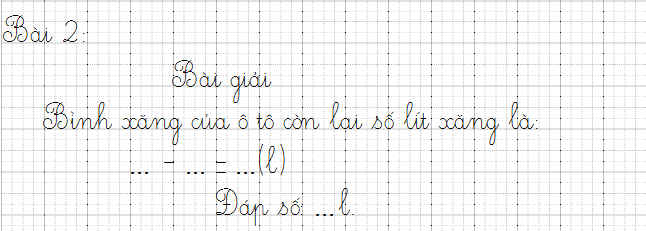 Bài 2:
Bài giải
Bình xăng của ô tô còn lại số lít xăng là:
... - ... = ...(l)
Đáp số: ...l.